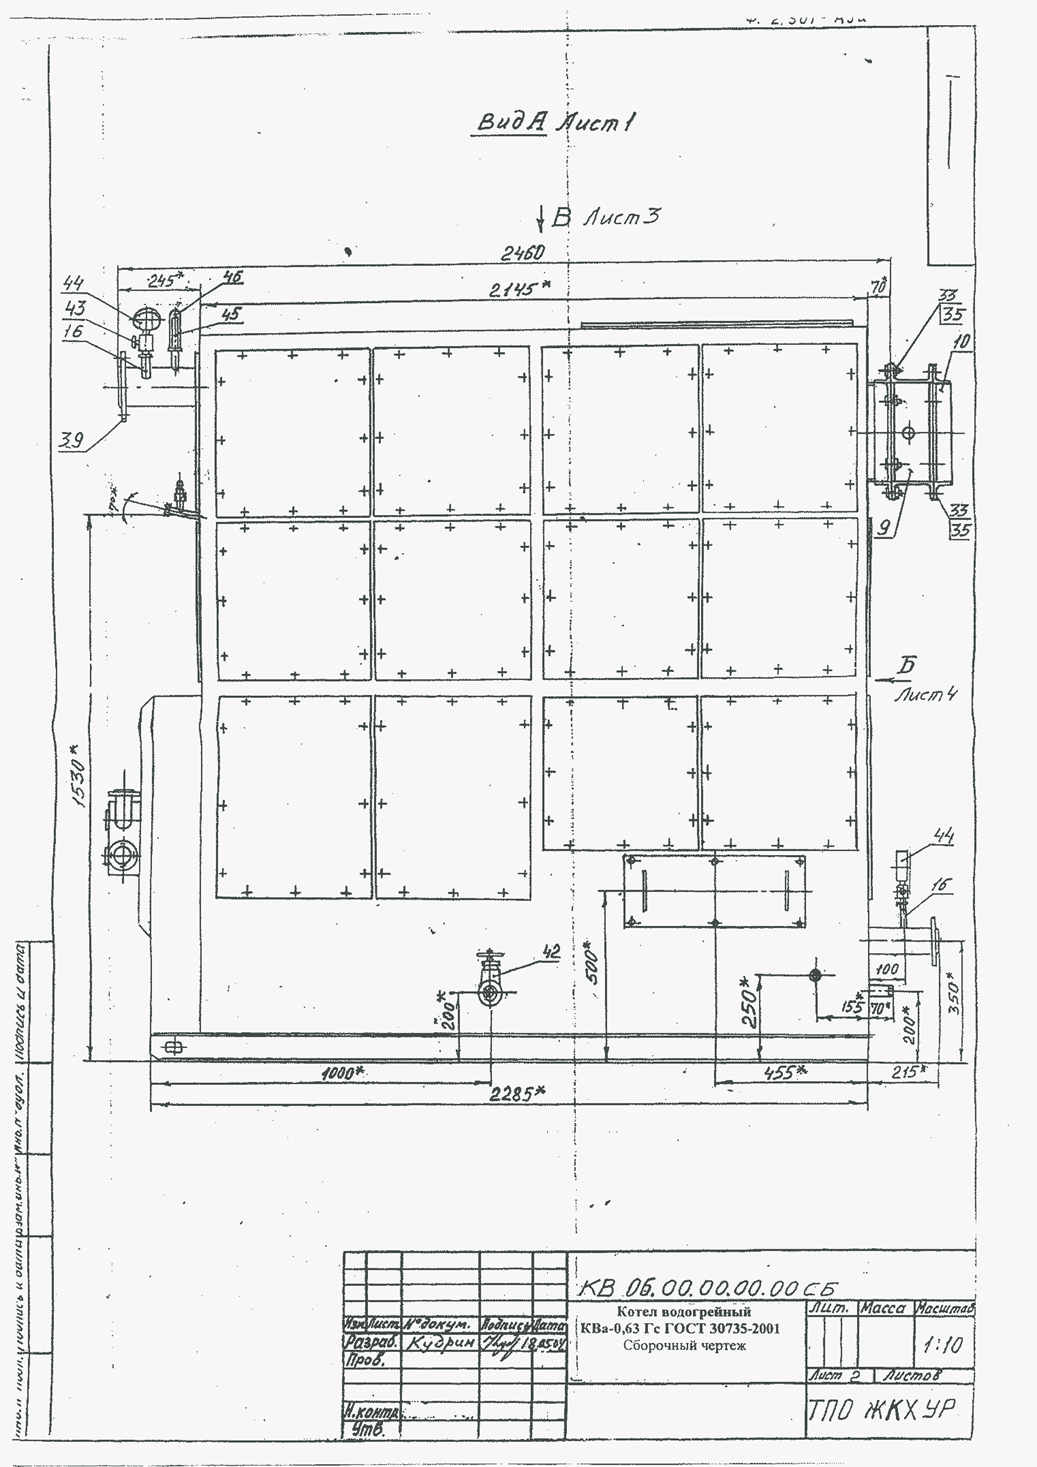 Вид А Лист 1
В Лист 3
2460
245*
2145*
70*
44
43
16
46
45
33
35
10
39
33
35
9
Б
Лист 4
1530*
44
16
42
200*
500*
250*
100
155*
70*
200*
350*
1000*
455*
215*
2285*
КВ 06.00.00.00.00 СБ
Котел водогрейный
КВа-0,63 Гс ГОСТ 30735-2001
Сборочный чертеж
Лит. Масса Масштаб
1:10
Изм Лист № докум. Подпись Дата
Разраб. Кудрин
Пров.
Лист 2 Листов
Н.контр.
Утв.
ТПО ЖКХ УР
Подпись и дата